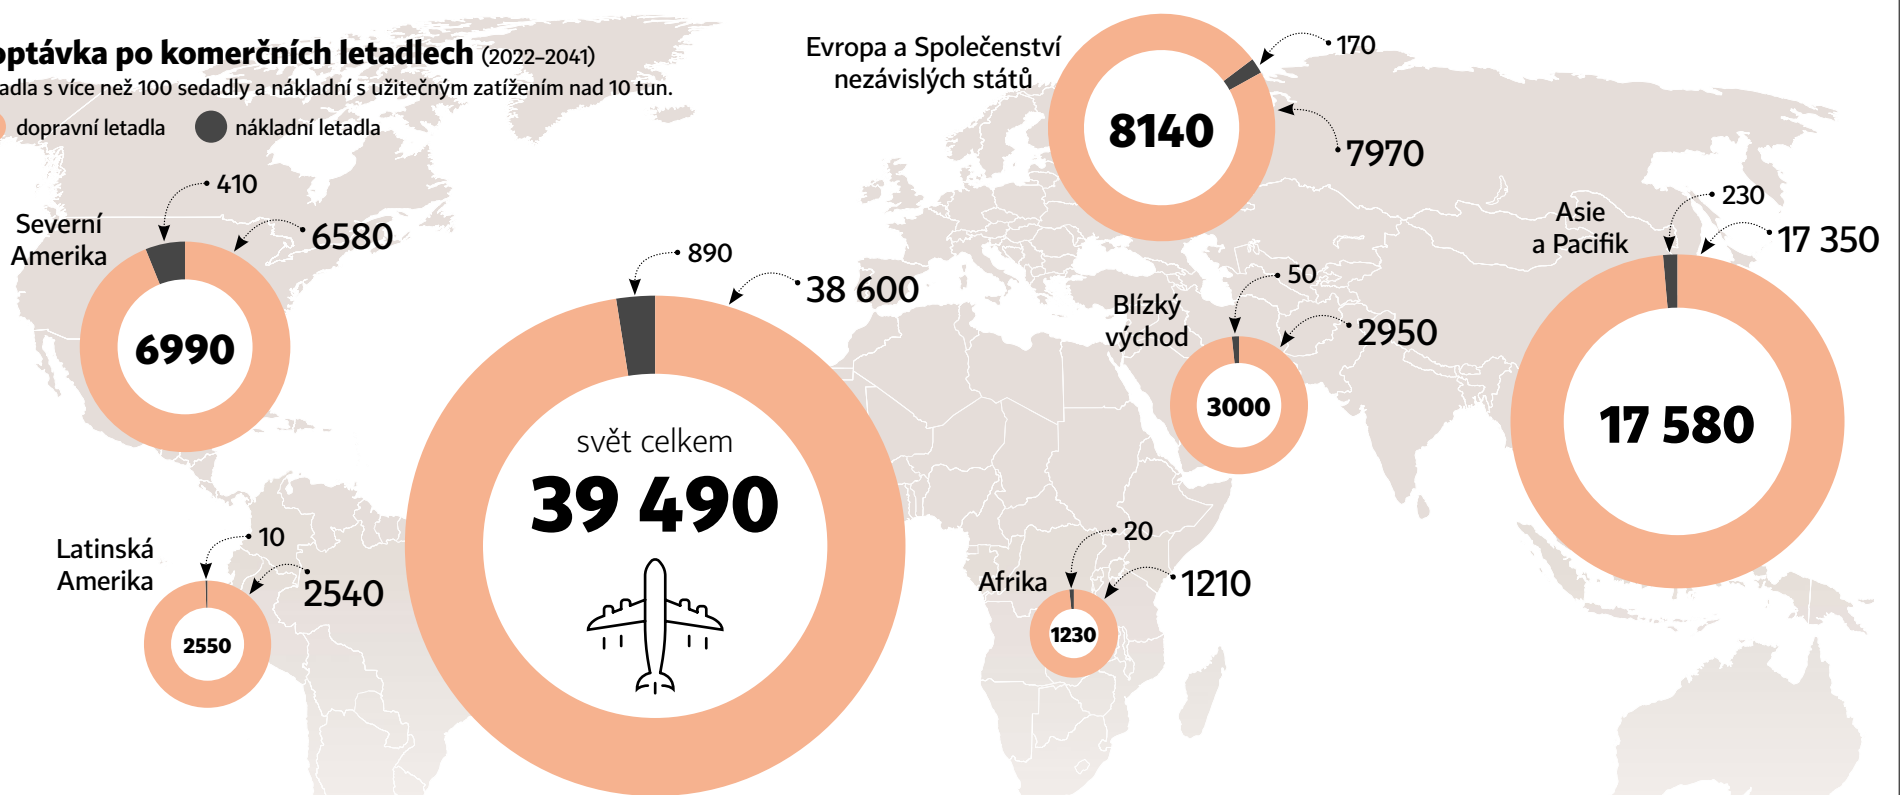 optávka po komerčních letadlech (2022–2041)
adla s více než 100 sedadly a nákladní s užitečným zatížením nad 10 tun.
dopravní letadla nákladní letadla
Evropa a Společenství
nezávislých států
170
8140
7970
410
Severní
Amerika
6580
6990
890
38 600
svět celkem
39 490
50
Blízký
východ
2950
3000
230
Asie
a Pacifik
17 350
17 580
10
Latinská
Amerika
2540
2550
20
Afrika
1210
1230